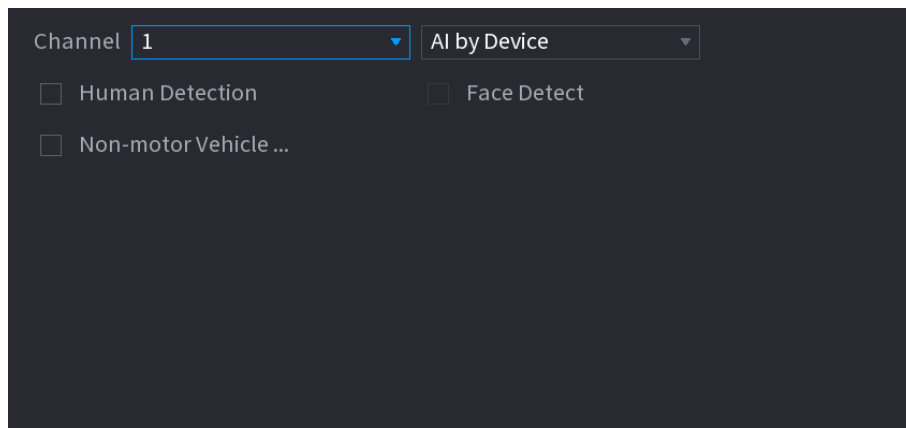 Channel 1 AI by Device
Human Detection Face Detect
Non-motor Vehicle ...